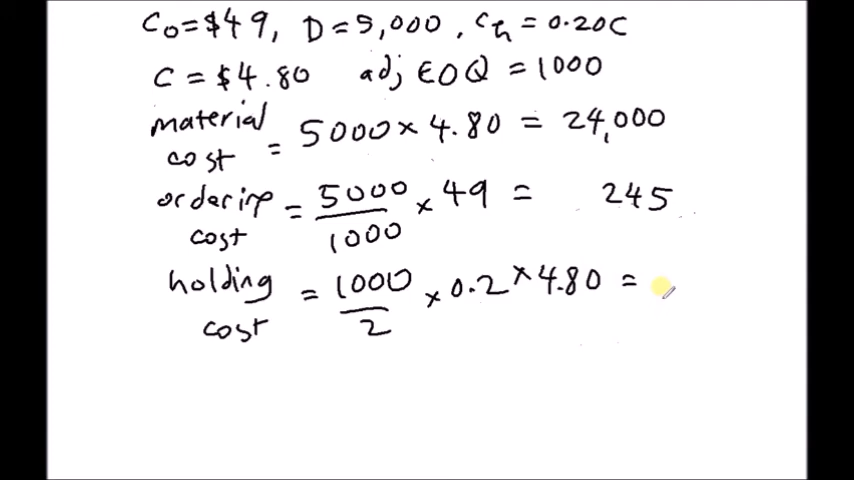 Co = $49, D = 5,000, Ch = 0.20C
C = $4.80 adj EOQ = 1000
material cost = 5000 × 4.80 = 24,000
ordering cost = 5000/1000 × 49 = 245
holding cost = 1000/2 × 0.2 × 4.80 =